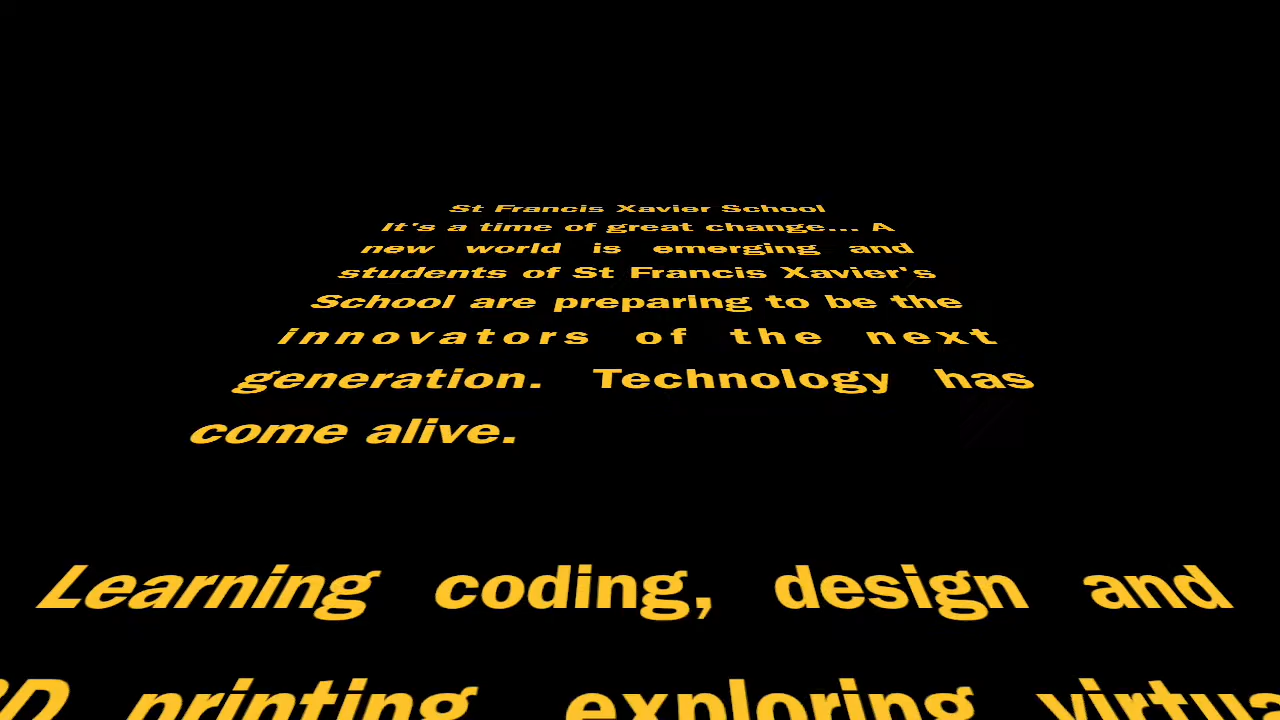 St Francis Xavier School
It's a time of great change... A
new world is emerging and
students of St Francis Xavier's
School are preparing to be the
innovators of the next
generation. Technology has
come alive.
Learning coding, design and
3D printing exploring virtua